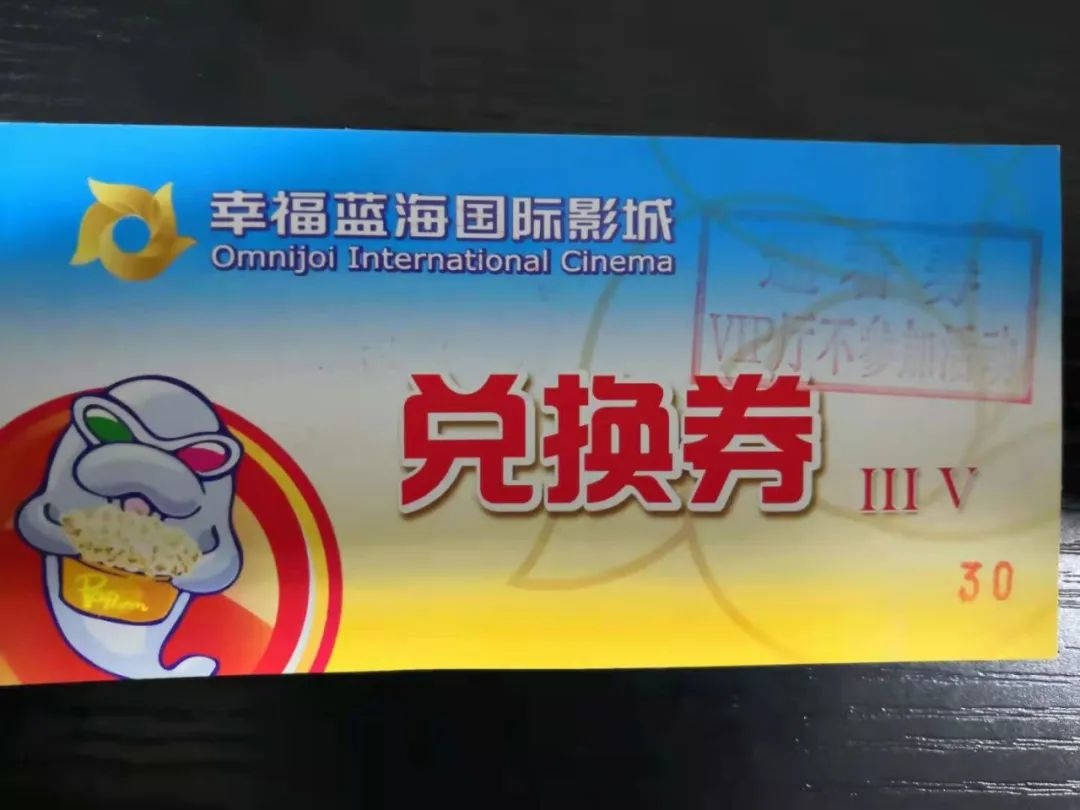 幸福蓝海国际影城
Omnijoi International Cinema
VIP厅不参加活动
兑换券
III V
30